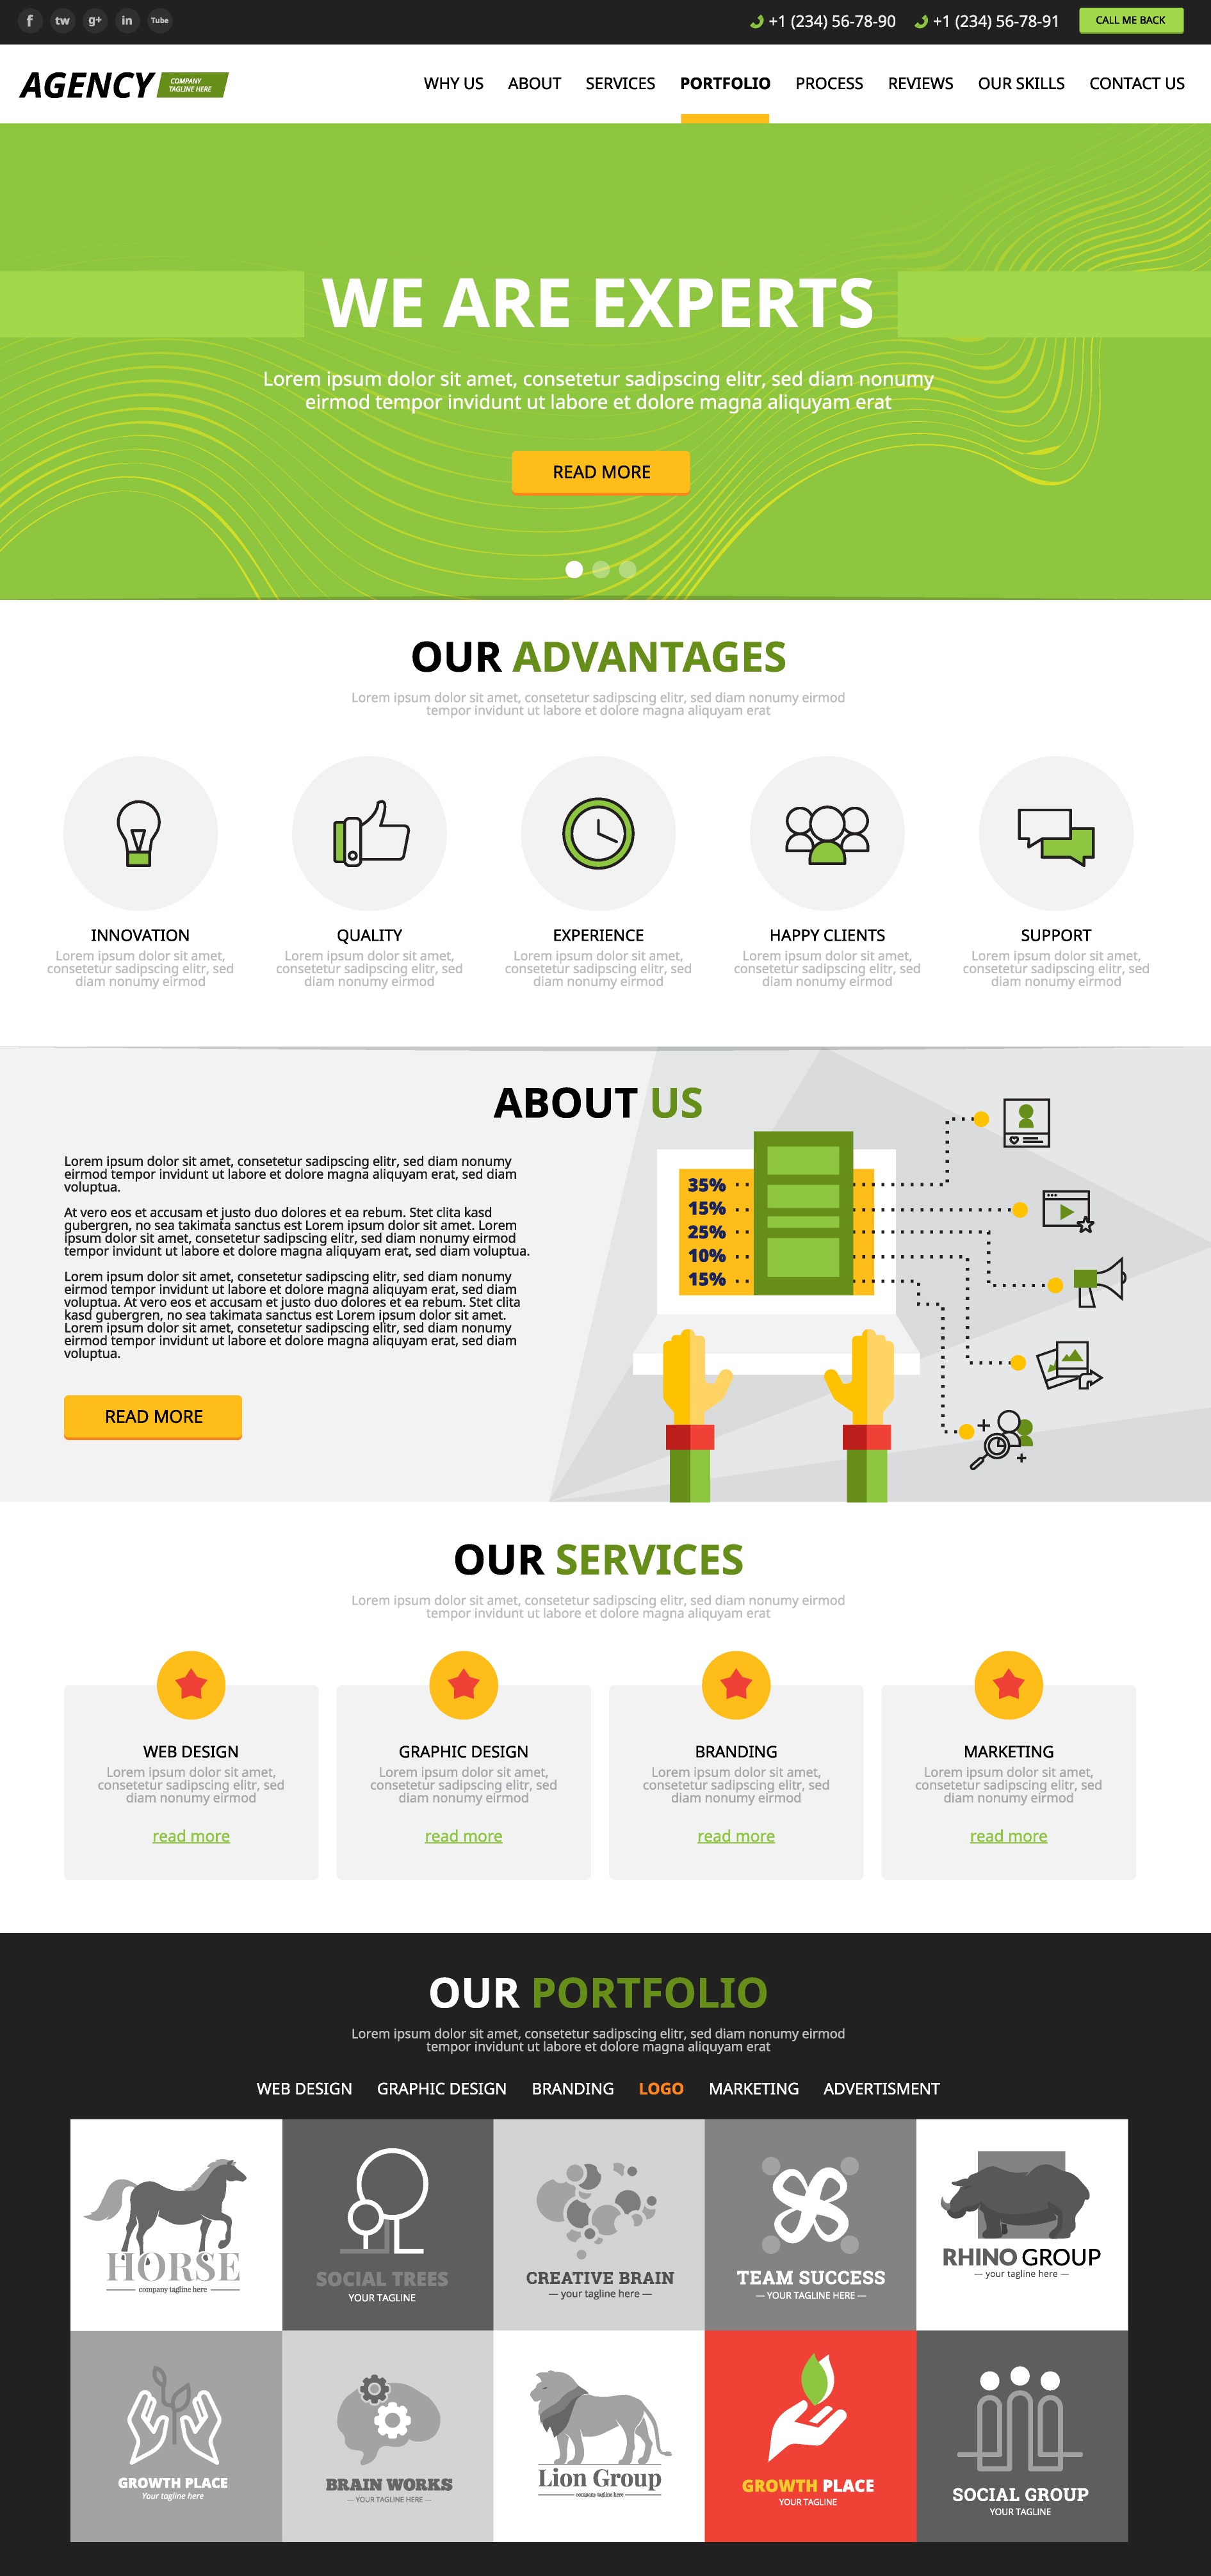 f tw g+ in Tube
+1 (234) 56-78-90 +1 (234) 56-78-91 CALL ME BACK
AGENCY COMPANY
TAGLINE HERE
WHY US ABOUT SERVICES PORTFOLIO PROCESS REVIEWS OUR SKILLS CONTACT US
WE ARE EXPERTS
Lorem ipsum dolor sit amet, consetetur sadipscing elitr, sed diam nonumy
eirmod tempor invidunt ut labore et dolore magna aliquyam erat
READ MORE
OUR ADVANTAGES
Lorem ipsum dolor sit amet, consetetur sadipscing elitr, sed diam nonumy eirmod
tempor invidunt ut labore et dolore magna aliquyam erat
INNOVATION
Lorem ipsum dolor sit amet,
consetetur sadipscing elitr, sed
diam nonumy eirmod
QUALITY
Lorem ipsum dolor sit amet,
consetetur sadipscing elitr, sed
diam nonumy eirmod
EXPERIENCE
Lorem ipsum dolor sit amet,
consetetur sadipscing elitr, sed
diam nonumy eirmod
HAPPY CLIENTS
Lorem ipsum dolor sit amet,
consetetur sadipscing elitr, sed
diam nonumy eirmod
SUPPORT
Lorem ipsum dolor sit amet,
consetetur sadipscing elitr, sed
diam nonumy eirmod
ABOUT US
Lorem ipsum dolor sit amet, consetetur sadipscing elitr, sed diam nonumy
eirmod tempor invidunt ut labore et dolore magna aliquyam erat, sed diam
voluptua.
At vero eos et accusam et justo duo dolores et ea rebum. Stet clita kasd
gubergren, no sea takimata sanctus est Lorem ipsum dolor sit amet. Lorem
ipsum dolor sit amet, consetetur sadipscing elitr, sed diam nonumy eirmod
tempor invidunt ut labore et dolore magna aliquyam erat, sed diam voluptua.
Lorem ipsum dolor sit amet, consetetur sadipscing elitr, sed diam nonumy
eirmod tempor invidunt ut labore et dolore magna aliquyam erat, sed diam
voluptua. At vero eos et accusam et justo duo dolores et ea rebum. Stet clita
kasd gubergren, no sea takimata sanctus est Lorem ipsum dolor sit amet.
Lorem ipsum dolor sit amet, consetetur sadipscing elitr, sed diam nonumy
eirmod tempor invidunt ut labore et dolore magna aliquyam erat, sed diam
voluptua.
READ MORE
35%
15%
25%
10%
15%
OUR SERVICES
Lorem ipsum dolor sit amet, consetetur sadipscing elitr, sed diam nonumy eirmod
tempor invidunt ut labore et dolore magna aliquyam erat
WEB DESIGN
Lorem ipsum dolor sit amet,
consetetur sadipscing elitr, sed
diam nonumy eirmod
read more
GRAPHIC DESIGN
Lorem ipsum dolor sit amet,
consetetur sadipscing elitr, sed
diam nonumy eirmod
read more
BRANDING
Lorem ipsum dolor sit amet,
consetetur sadipscing elitr, sed
diam nonumy eirmod
read more
MARKETING
Lorem ipsum dolor sit amet,
consetetur sadipscing elitr, sed
diam nonumy eirmod
read more
OUR PORTFOLIO
Lorem ipsum dolor sit amet, consetetur sadipscing elitr, sed diam nonumy eirmod
tempor invidunt ut labore et dolore magna aliquyam erat
WEB DESIGN GRAPHIC DESIGN BRANDING LOGO MARKETING ADVERTISMENT
HORSE
company tagline here
SOCIAL TREES
YOUR TAGLINE
CREATIVE BRAIN
— your tagline here —
TEAM SUCCESS
— YOUR TAGLINE HERE —
RHINO GROUP
— your tagline here —
GROWTH PLACE
Your tagline here
BRAIN WORKS
— YOUR TAGLINE HERE —
Lion Group
company tagline here
GROWTH PLACE
YOUR TAGLINE
SOCIAL GROUP
YOUR TAGLINE